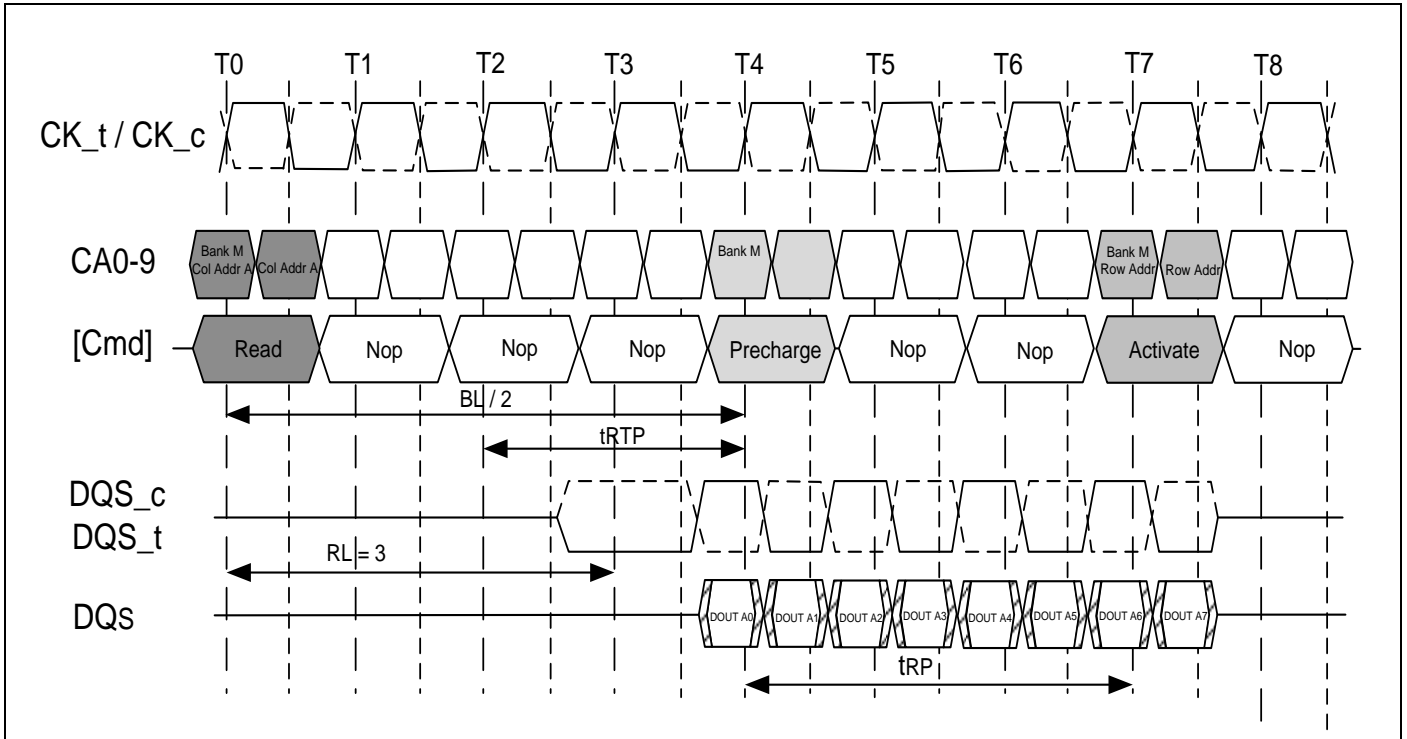 T0 T1 T2 T3 T4 T5 T6 T7 T8
CK_t / CK_c
CA0-9
Bank M
Col Addr A
Col Addr A
Bank M
Bank M
Row Addr
Row Addr
[Cmd]
Read Nop Nop Nop Precharge Nop Nop Activate Nop
BL / 2
tRTP
DQS_c
DQS_t
RL = 3
DQs
DOUT A0 DOUT A1 DOUT A2 DOUT A3 DOUT A4 DOUT A5 DOUT A6 DOUT A7
tRP